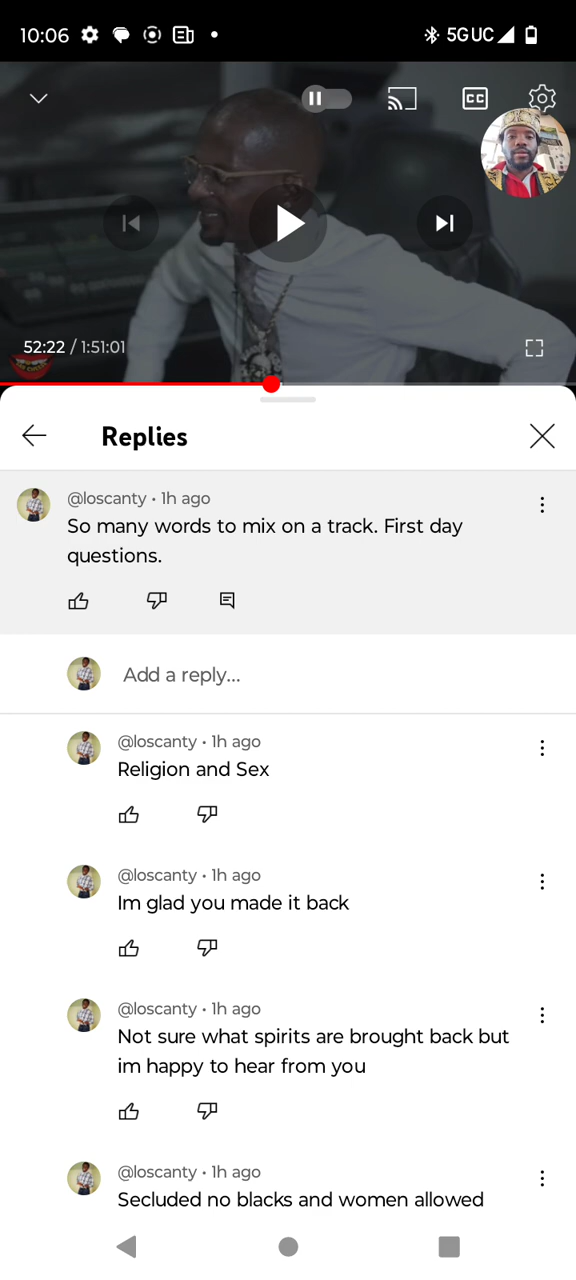 10:06
5G UC
CC
52:22 / 1:51:01
Replies
@loscanty • 1h ago
So many words to mix on a track. First day
questions.
Add a reply...
@loscanty • 1h ago
Religion and Sex
@loscanty • 1h ago
Im glad you made it back
@loscanty • 1h ago
Not sure what spirits are brought back but
im happy to hear from you
@loscanty • 1h ago
Secluded no blacks and women allowed